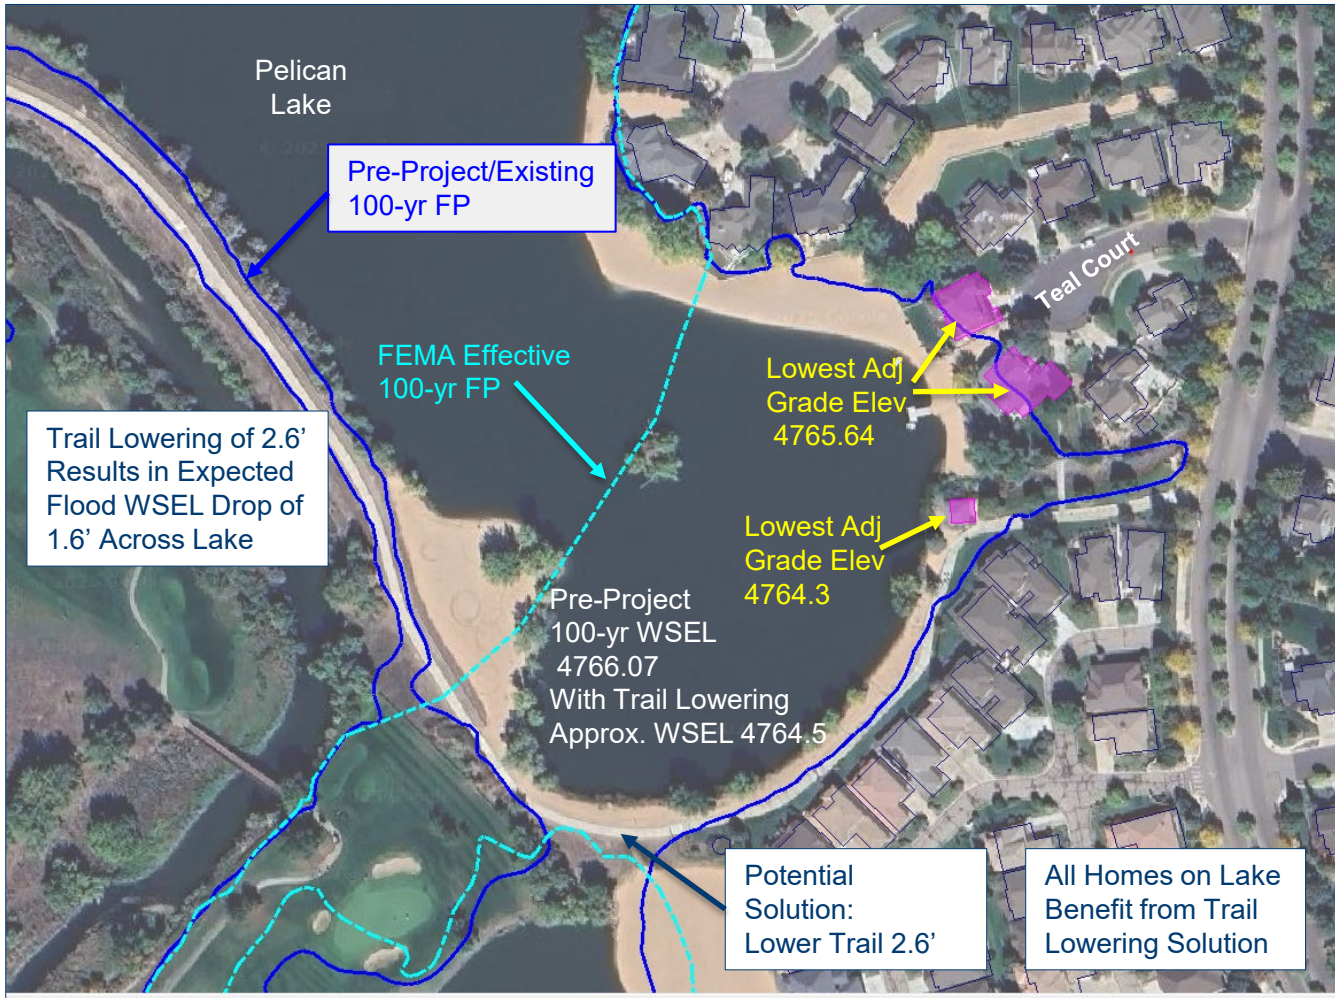 Pelican
Lake
Pre-Project/Existing
100-yr FP
Teal Court
FEMA Effective
100-yr FP
Lowest Adj
Grade Elev
4765.64
Trail Lowering of 2.6’
Results in Expected
Flood WSEL Drop of
1.6’ Across Lake
Lowest Adj
Grade Elev
4764.3
Pre-Project
100-yr WSEL
4766.07
With Trail Lowering
Approx. WSEL 4764.5
Potential
Solution:
Lower Trail 2.6’
All Homes on Lake
Benefit from Trail
Lowering Solution